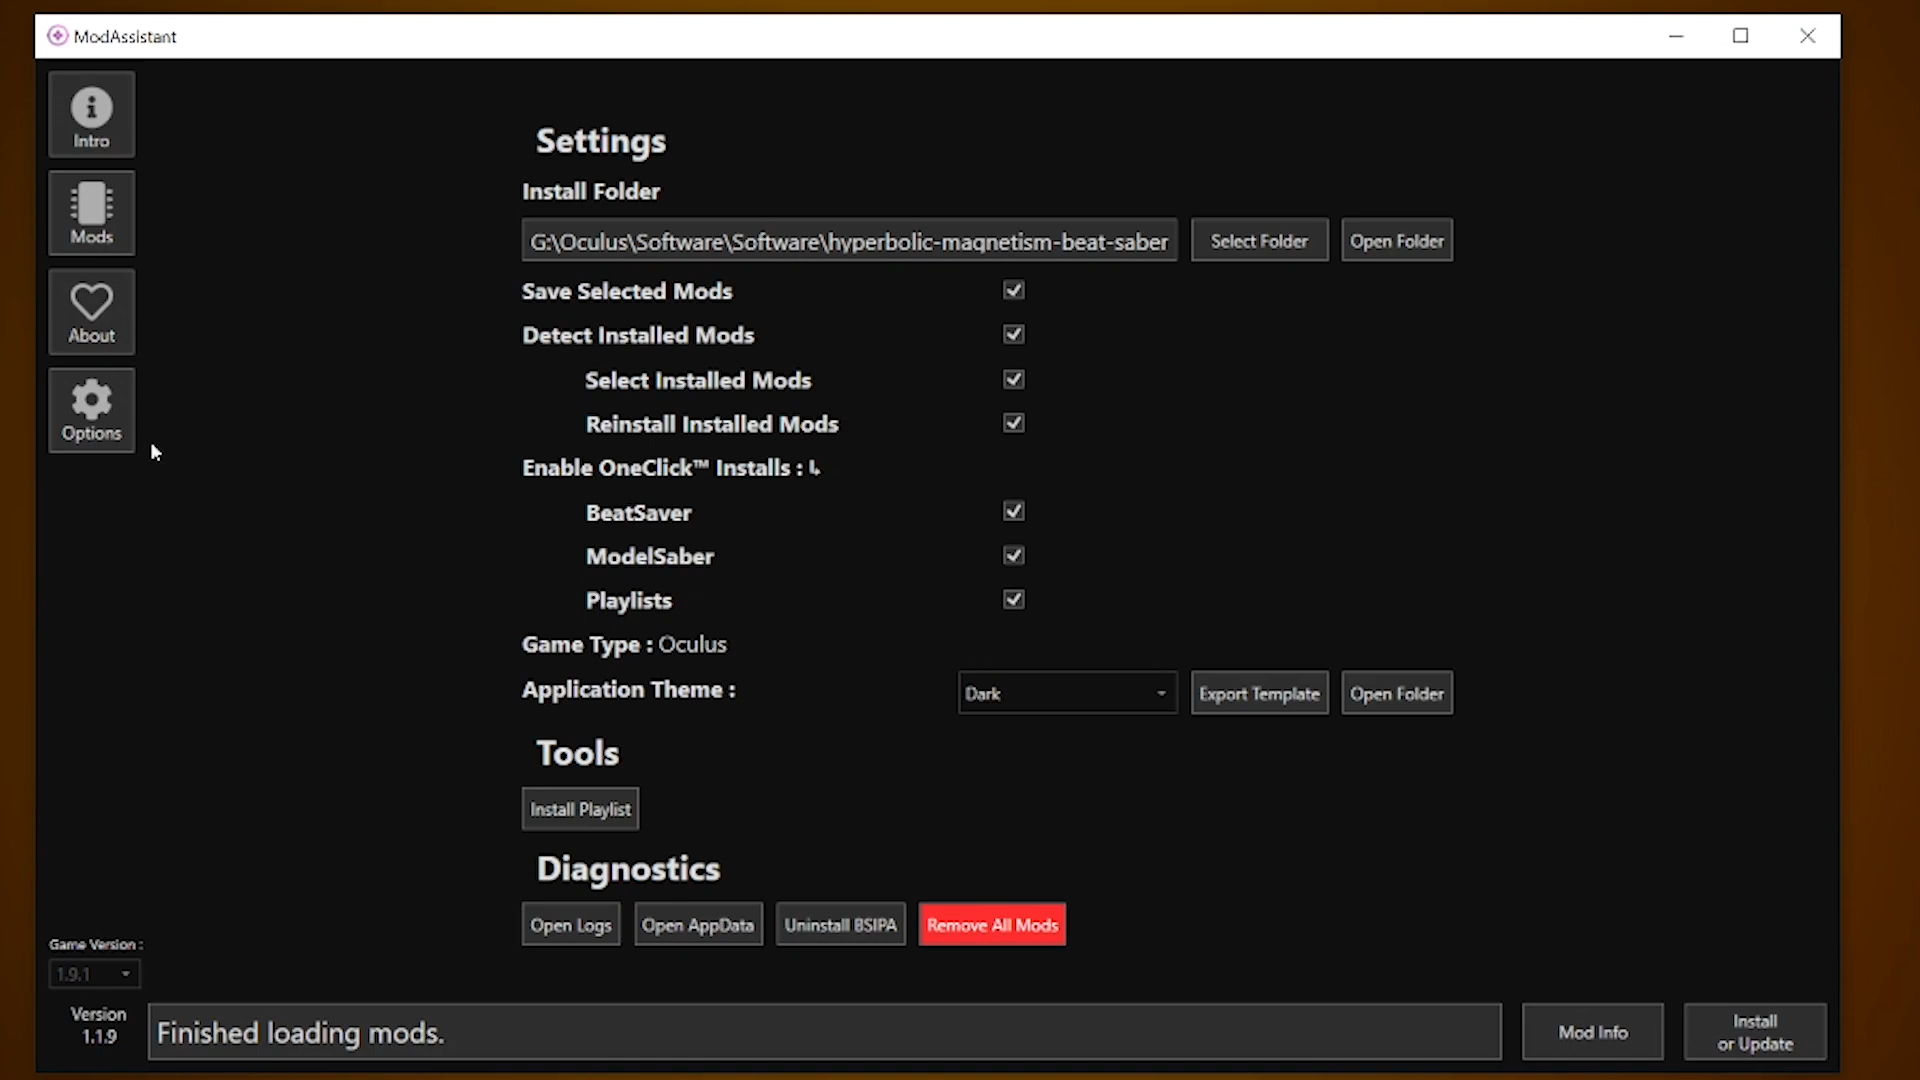 ModAssistant
Intro
Mods
About
Options
Settings
Install Folder
G:\Oculus\Software\Software\hyperbolic-magnetism-beat-saber
Select Folder
Open Folder
Save Selected Mods
Detect Installed Mods
Select Installed Mods
Reinstall Installed Mods
Enable OneClick™ Installs : ↳
BeatSaver
ModelSaber
Playlists
Game Type : Oculus
Application Theme :
Dark
Export Template
Open Folder
Tools
Install Playlist
Diagnostics
Open Logs
Open AppData
Uninstall BSIPA
Remove All Mods
Game Version :
1.9.1
Version
1.1.9
Finished loading mods.
Mod Info
Install
or Update